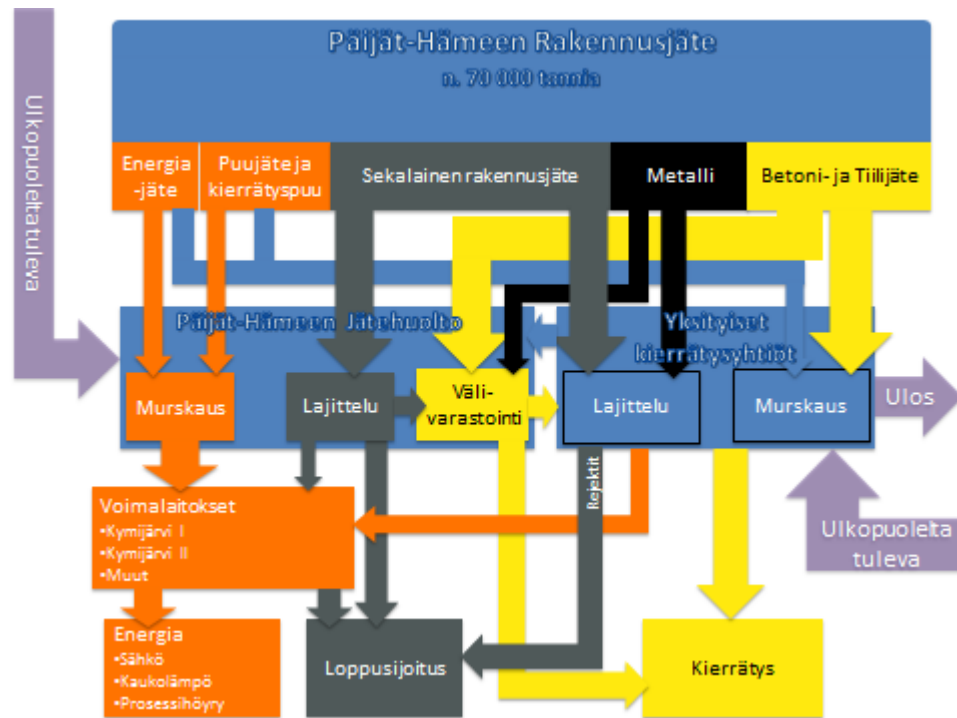 Päijät-Hämeen Rakennusjäte
n. 70 000 tonnia
Ulkopuoleltatuleva
Energia
-jäte
Puujäte ja
kierrätyspuu
Sekalainen rakennusjäte
Metalli
Betoni- ja Tiilijäte
Päijät-Hämeen Jätehuolto
Yksityiset
kierrätysyhtiöt
Murskaus
Lajittelu
Väli-
varastointi
Lajittelu
Murskaus
Ulos
Rejektit
Voimalaitokset
•Kymijärvi I
•Kymijärvi II
•Muut
Ulkopuolelta
tuleva
Energia
•Sähkö
•Kaukolämpö
•Prosessihöyry
Loppusijoitus
Kierrätys